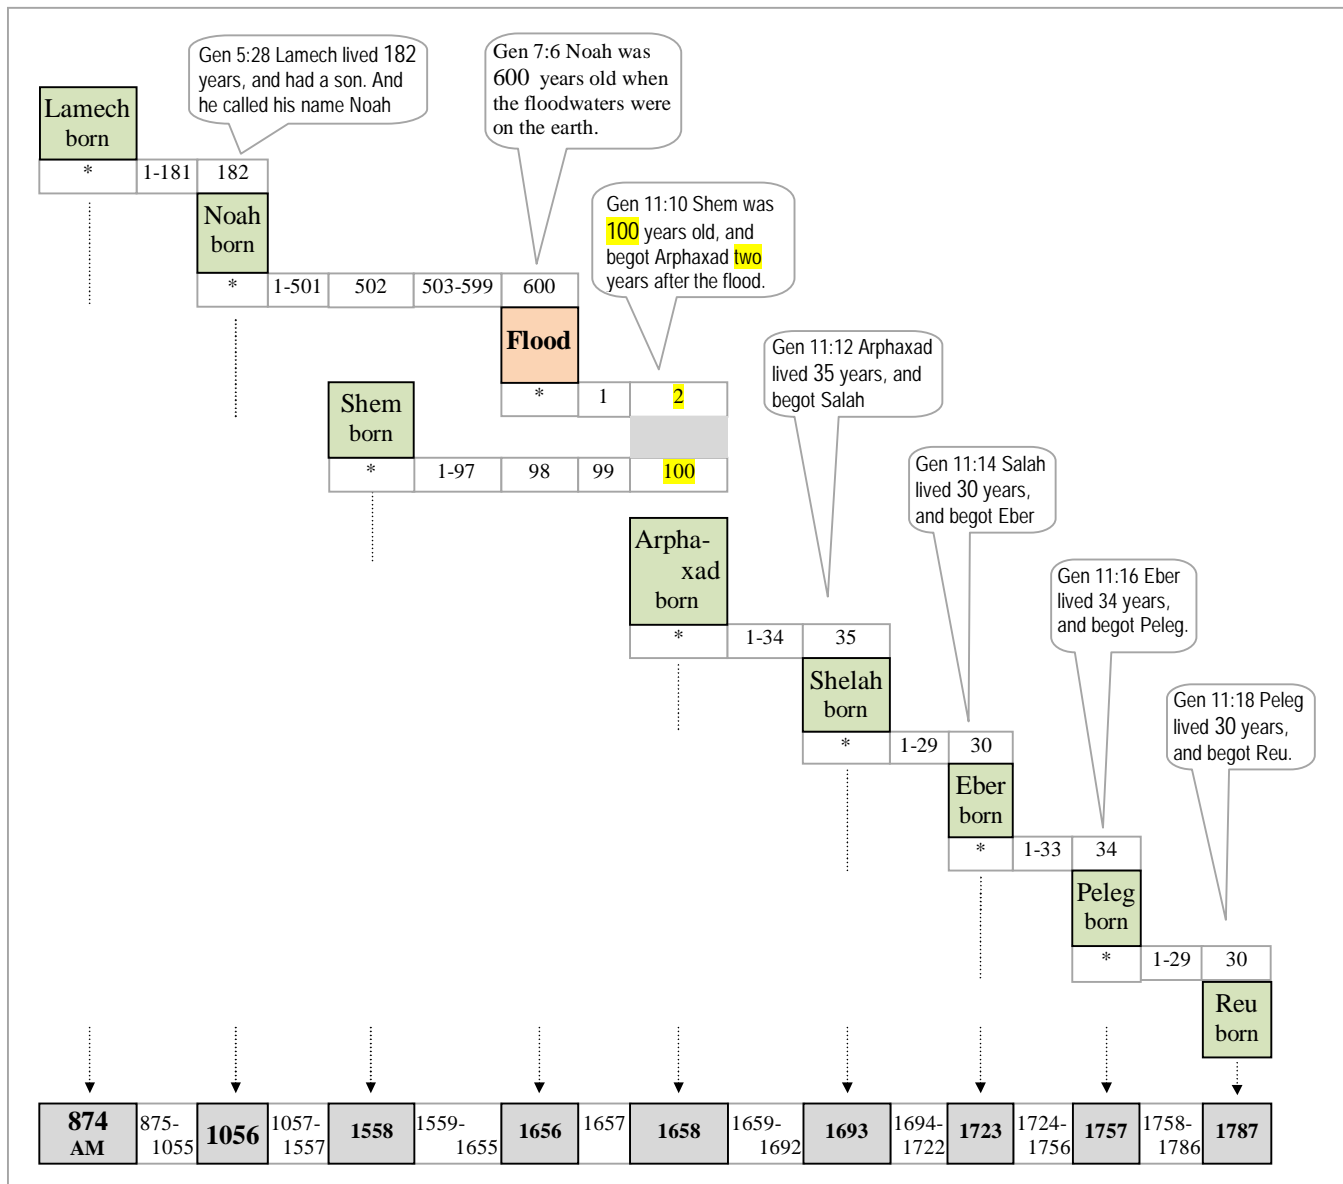 Gen 5:28 Lamech lived 182
years, and had a son. And
he called his name Noah
Gen 7:6 Noah was
600 years old when
the floodwaters were
on the earth.
Lamech
born
* 1-181 182
Noah
born
Gen 11:10 Shem was
100 years old, and
begot Arphaxad two
years after the flood.
* 1-501 502 503-599 600
Flood
Gen 11:12 Arphaxad
lived 35 years, and
begot Salah
* 1 2
Shem
born
* 1-97 98 99 100
Gen 11:14 Salah
lived 30 years,
and begot Eber
Arpha-
xad
born
Gen 11:16 Eber
lived 34 years,
and begot Peleg.
* 1-34 35
Shelah
born
Gen 11:18 Peleg
lived 30 years,
and begot Reu.
* 1-29 30
Eber
born
* 1-33 34
Peleg
born
* 1-29 30
Reu
born
874
AM
875-
1055
1056
1057-
1557
1558
1559-
1655
1656
1657
1658
1659-
1692
1693
1694-
1722
1723
1724-
1756
1757
1758-
1786
1787